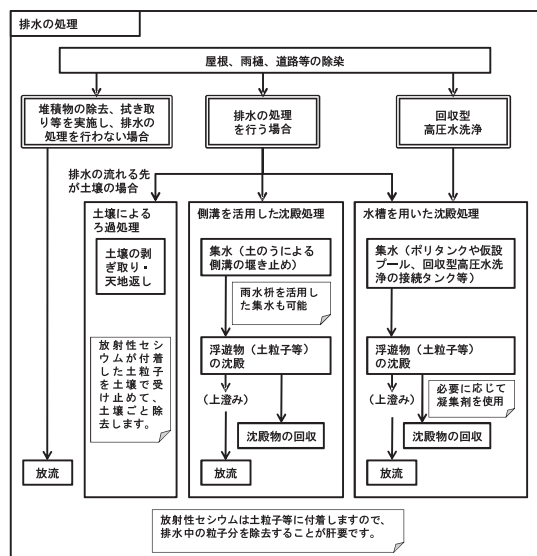 排水の処理
屋根、雨樋、道路等の除染
堆積物の除去、拭き取
り等を実施し、排水の
処理を行わない場合
排水の処理
を行う場合
回収型
高圧水洗浄
排水の流れる先
が土壌の場合
土壌による
ろ過処理
土壌の剥
ぎ取り・
天地返し
放射性セシ
ウムが付着
した土粒子
を土壌で受
け止めて、
土壌ごと除
去します。
側溝を活用した沈殿処理
集水（土のうによる
側溝の堰き止め）
雨水枡を活用し
た集水も可能
浮遊物（土粒子等）
の沈殿
（上澄み）
沈殿物の回収
放流
水槽を用いた沈殿処理
集水（ポリタンクや仮設
プール、回収型高圧水洗
浄の接続タンク等）
浮遊物（土粒子等）
の沈殿
（上澄み）
必要に応じて
凝集剤を使用
沈殿物の回収
放流
放流
放射性セシウムは土粒子等に付着しますので、
排水中の粒子分を除去することが肝要です。